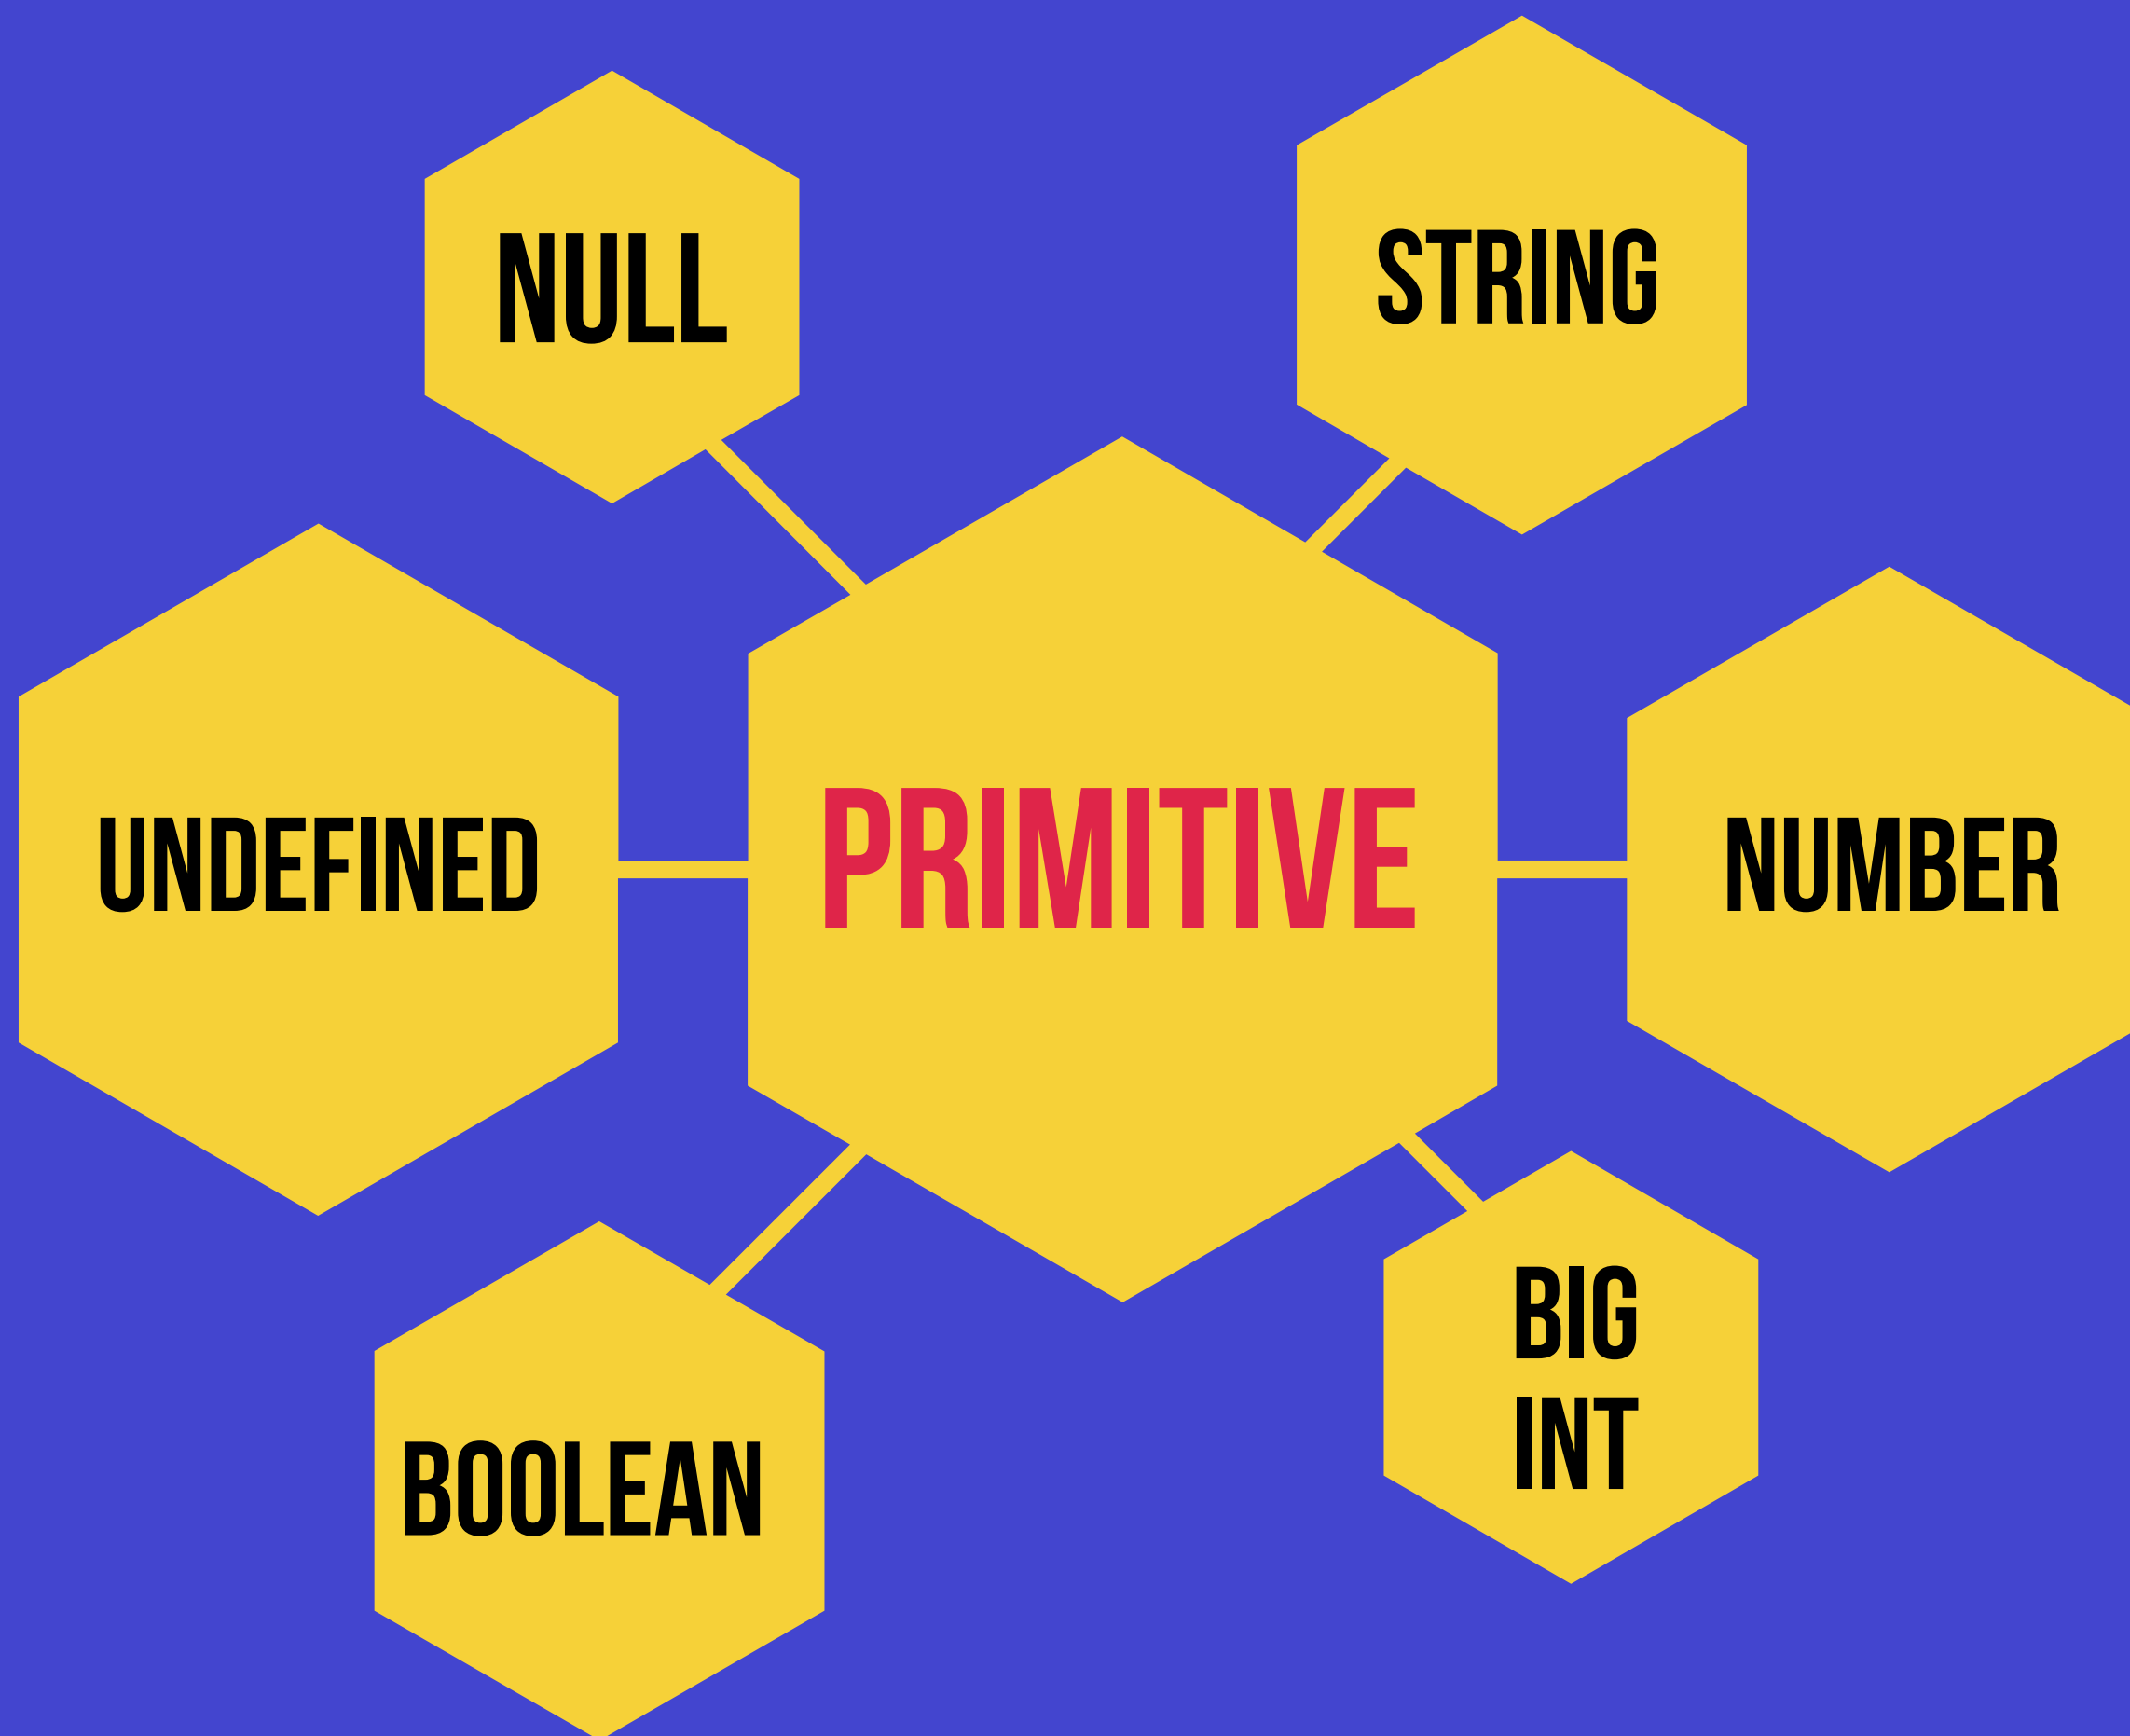 NULL
STRING
UNDEFINED
PRIMITIVE
NUMBER
BIG
INT
BOOLEAN